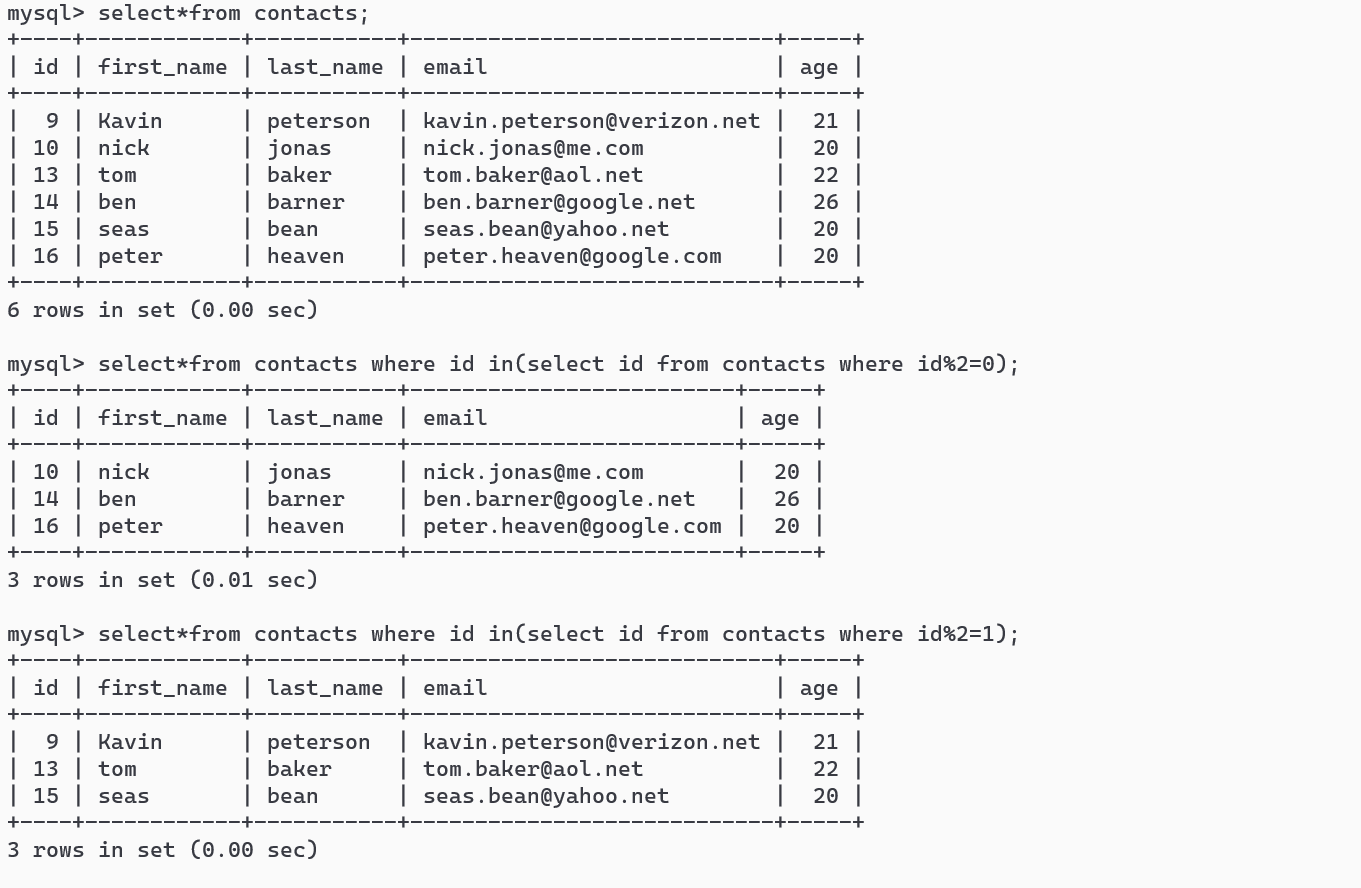 mysql> select*from contacts;
+----+------------+-----------+----------------------------+-----+
| id | first_name | last_name | email                      | age |
+----+------------+-----------+----------------------------+-----+
|  9 | Kavin      | peterson  | kavin.peterson@verizon.net |  21 |
| 10 | nick       | jonas     | nick.jonas@me.com          |  20 |
| 13 | tom        | baker     | tom.baker@aol.net          |  22 |
| 14 | ben        | barner    | ben.barner@google.net      |  26 |
| 15 | seas       | bean      | seas.bean@yahoo.net        |  20 |
| 16 | peter      | heaven    | peter.heaven@google.com    |  20 |
+----+------------+-----------+----------------------------+-----+
6 rows in set (0.00 sec)

mysql> select*from contacts where id in(select id from contacts where id%2=0);
+----+------------+-----------+-------------------------+-----+
| id | first_name | last_name | email                   | age |
+----+------------+-----------+-------------------------+-----+
| 10 | nick       | jonas     | nick.jonas@me.com       |  20 |
| 14 | ben        | barner    | ben.barner@google.net   |  26 |
| 16 | peter      | heaven    | peter.heaven@google.com |  20 |
+----+------------+-----------+-------------------------+-----+
3 rows in set (0.01 sec)

mysql> select*from contacts where id in(select id from contacts where id%2=1);
+----+------------+-----------+----------------------------+-----+
| id | first_name | last_name | email                      | age |
+----+------------+-----------+----------------------------+-----+
|  9 | Kavin      | peterson  | kavin.peterson@verizon.net |  21 |
| 13 | tom        | baker     | tom.baker@aol.net          |  22 |
| 15 | seas       | bean      | seas.bean@yahoo.net        |  20 |
+----+------------+-----------+----------------------------+-----+
3 rows in set (0.00 sec)